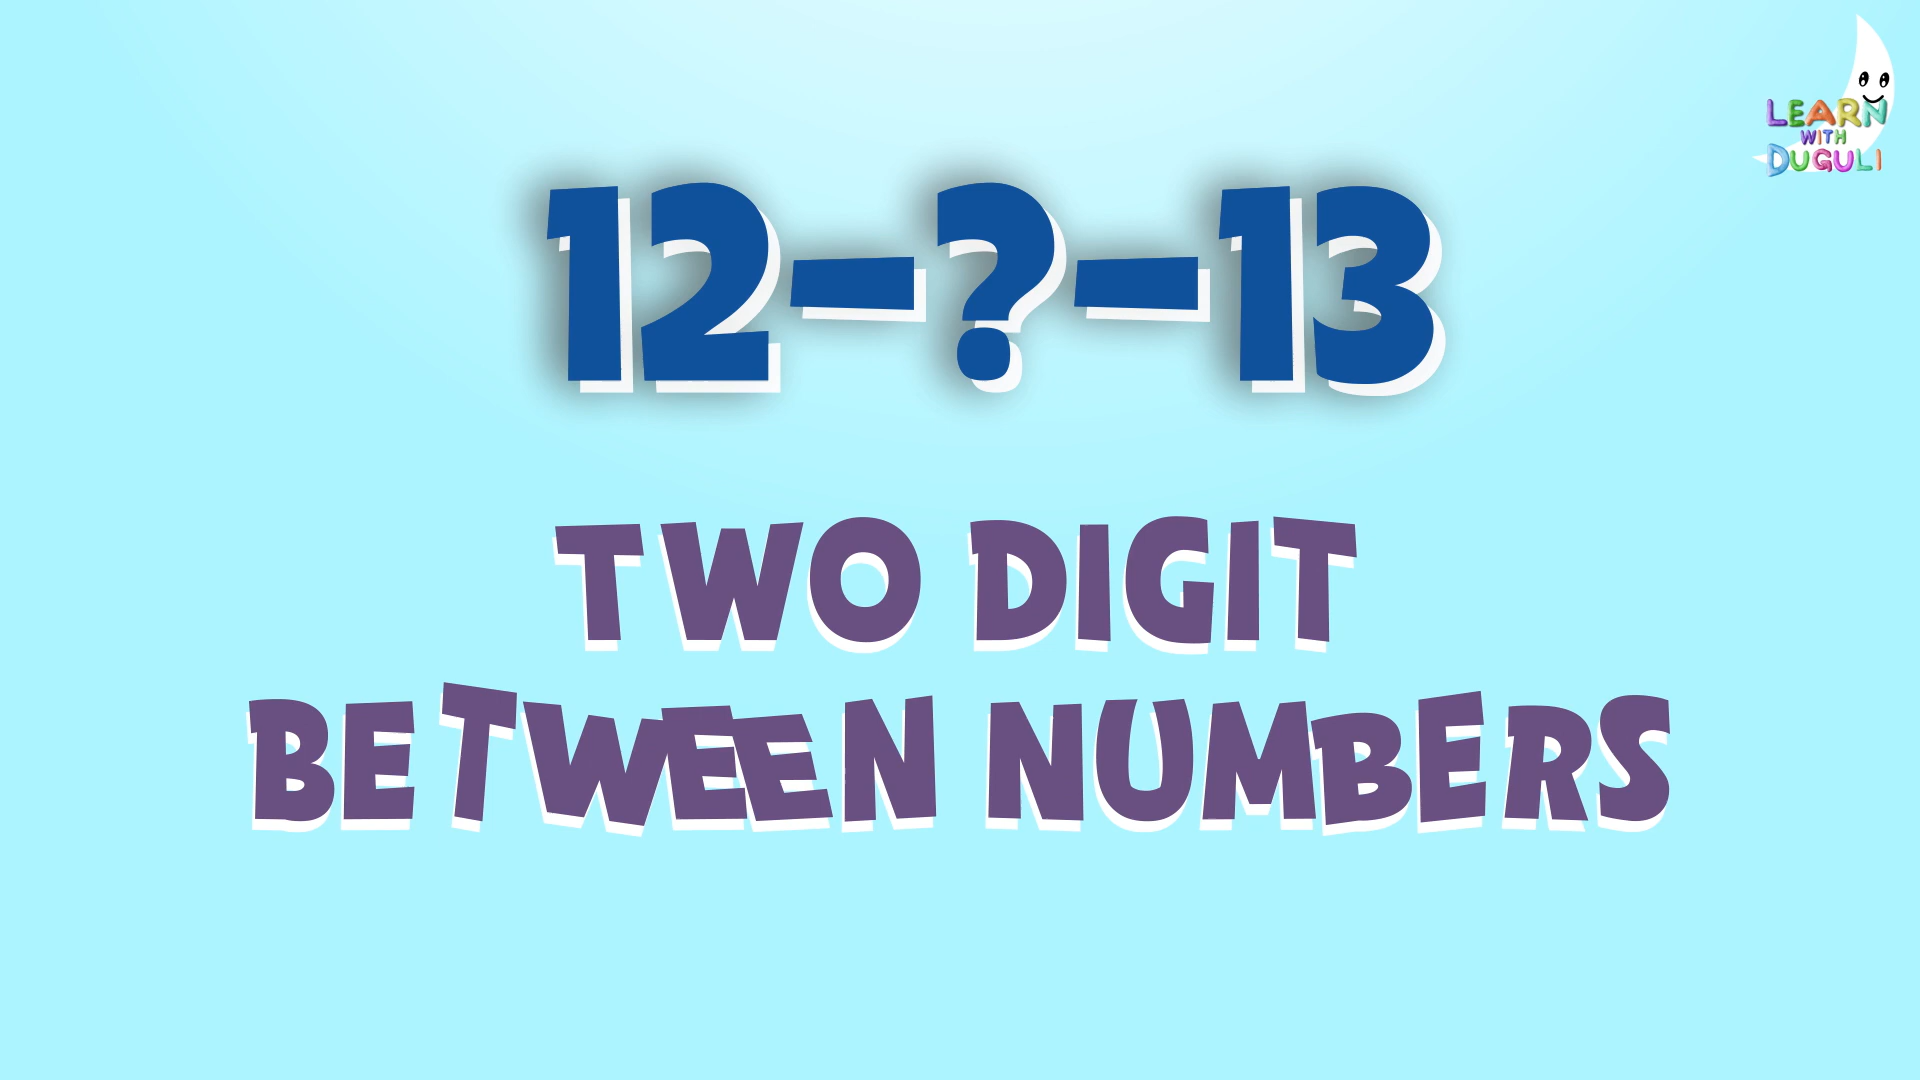 LEARN
WITH
DUGULI
12-?-13
TWO DIGIT
BETWEEN NUMBERS